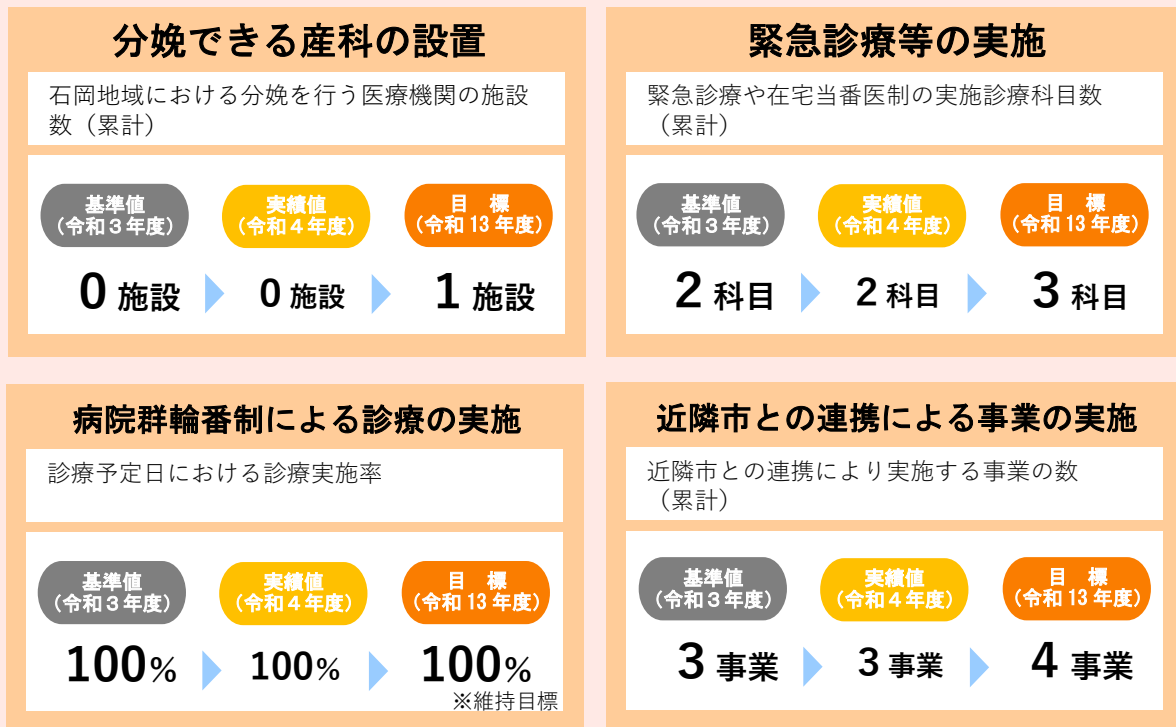 分娩できる産科の設置
石岡地域における分娩を行う医療機関の施設
数（累計）
基準値
（令和３年度）
実績値
（令和４年度）
目　標
（令和13年度）
0 施設
0 施設
1 施設
緊急診療等の実施
緊急診療や在宅当番医制の実施診療科目数
（累計）
基準値
（令和３年度）
実績値
（令和４年度）
目　標
（令和13年度）
2 科目
2 科目
3 科目
病院群輪番制による診療の実施
診療予定日における診療実施率
基準値
（令和３年度）
実績値
（令和４年度）
目　標
（令和13年度）
100%
100%
100%
※維持目標
近隣市との連携による事業の実施
近隣市との連携により実施する事業の数
（累計）
基準値
（令和３年度）
実績値
（令和４年度）
目　標
（令和13年度）
3 事業
3 事業
4 事業